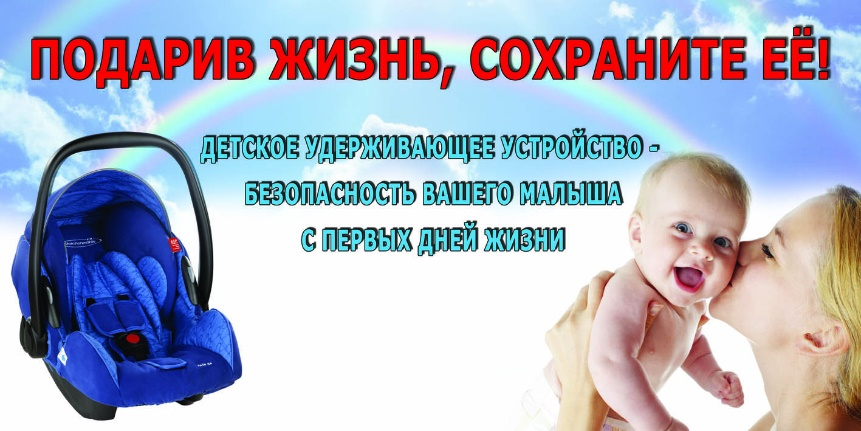 ПОДАРИВ ЖИЗНЬ, СОХРАНИТЕ ЕЁ!
ДЕТСКОЕ УДЕРЖИВАЮЩЕЕ УСТРОЙСТВО -
БЕЗОПАСНОСТЬ ВАШЕГО МАЛЫША
С ПЕРВЫХ ДНЕЙ ЖИЗНИ